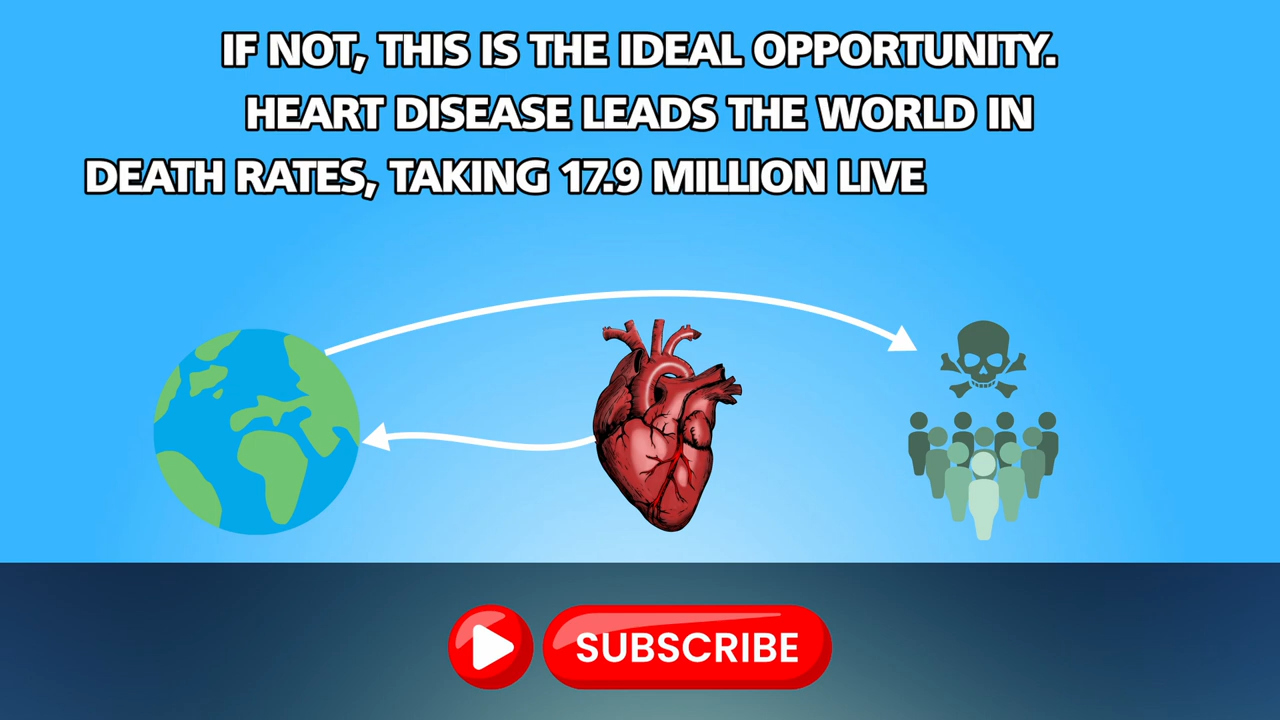 IF NOT, THIS IS THE IDEAL OPPORTUNITY.
HEART DISEASE LEADS THE WORLD IN
DEATH RATES, TAKING 17.9 MILLION LIVE
SUBSCRIBE